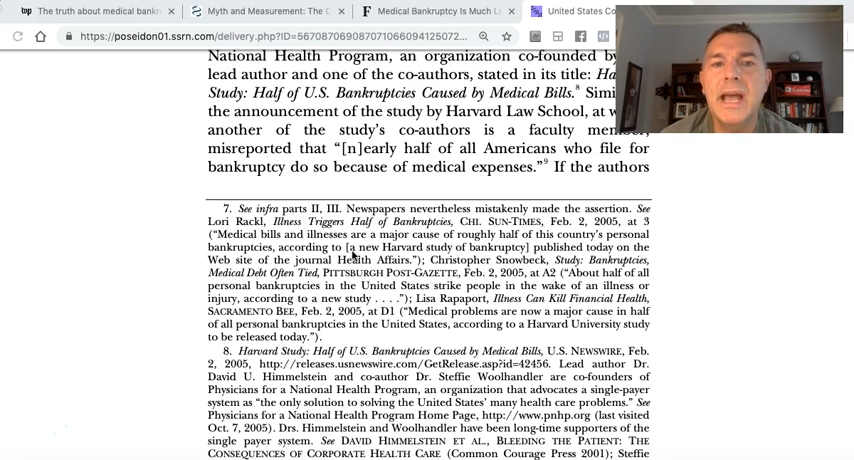 The truth about medical bankr
Myth and Measurement: The C
Medical Bankruptcy Is Much L
United States Co
https://poseidon01.ssrn.com/delivery.php?ID=56708706908707106609412507 2...
National Health Program, an organization co-founded by
lead author and one of the co-authors, stated in its title: Ha
Study: Half of U.S. Bankruptcies Caused by Medical Bills.8 Simi
the announcement of the study by Harvard Law School, at w
another of the study's co-authors is a faculty member,
misreported that "[n]early half of all Americans who file for
bankruptcy do so because of medical expenses."9 If the authors
7. See infra parts II, III. Newspapers nevertheless mistakenly made the assertion. See
Lori Rackl, Illness Triggers Half of Bankruptcies, CHI. SUN-TIMES, Feb. 2, 2005, at 3
("Medical bills and illnesses are a major cause of roughly half of this country's personal
bankruptcies, according to [a new Harvard study of bankruptcy] published today on the
Web site of the journal Health Affairs."); Christopher Snowbeck, Study: Bankruptcies,
Medical Debt Often Tied, PITTSBURGH POST-GAZETTE, Feb. 2, 2005, at A2 ("About half of all
personal bankruptcies in the United States strike people in the wake of an illness or
injury, according to a new study . . . ."); Lisa Rapaport, Illness Can Kill Financial Health,
SACRAMENTO BEE, Feb. 2, 2005, at D1 ("Medical problems are now a major cause in half
of all personal bankruptcies in the United States, according to a Harvard University study
to be released today.").
8. Harvard Study: Half of U.S. Bankruptcies Caused by Medical Bills, U.S. NEWSWIRE, Feb.
2, 2005, http://releases.usnewswire.com/GetRelease.asp?id=42456. Lead author Dr.
David U. Himmelstein and co-author Dr. Steffie Woolhandler are co-founders of
Physicians for a National Health Program, an organization that advocates a single-payer
system as "the only solution to solving the United States' many health care problems." See
Physicians for a National Health Program Home Page, http://www.pnhp.org (last visited
Oct. 7, 2005). Drs. Himmelstein and Woolhandler have been long-time supporters of the
single payer system. See DAVID HIMMELSTEIN ET AL., BLEEDING THE PATIENT: THE
CONSEQUENCES OF CORPORATE HEALTH CARE (Common Courage Press 2001); Steffie